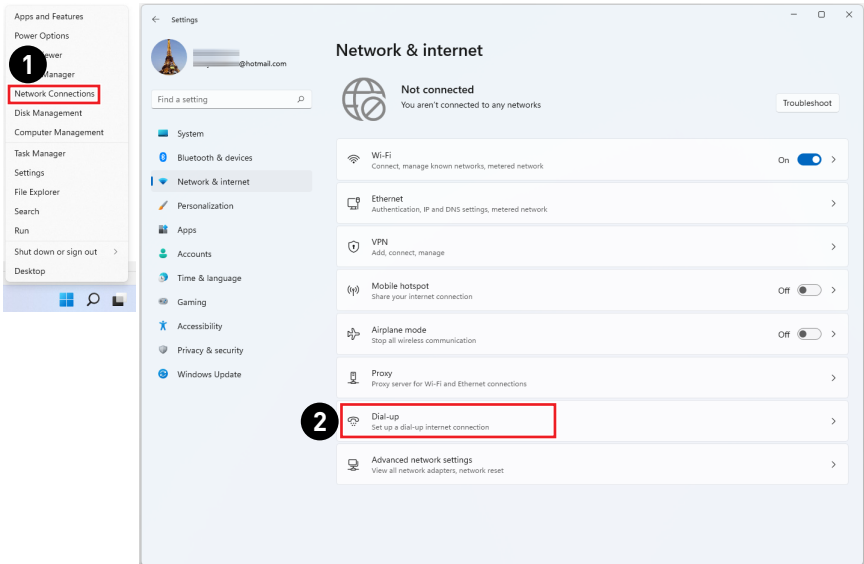 Apps and Features
Power Options
ewer
1
Manager
Network Connections
Disk Management
Computer Management
Task Manager
Settings
File Explorer
Search
Run
Shut down or sign out
Desktop
Settings
@hotmail.com
Find a setting
System
Bluetooth & devices
Network & internet
Personalization
Apps
Accounts
Time & language
Gaming
Accessibility
Privacy & security
Windows Update
Network & internet
Not connected
You aren't connected to any networks
Troubleshoot
Wi-Fi
Connect, manage known networks, metered network
On
Ethernet
Authentication, IP and DNS settings, metered network
VPN
Add, connect, manage
Mobile hotspot
Share your internet connection
Off
Airplane mode
Stop all wireless communication
Off
Proxy
Proxy server for Wi-Fi and Ethernet connections
2
Dial-up
Set up a dial-up internet connection
Advanced network settings
View all network adapters, network reset